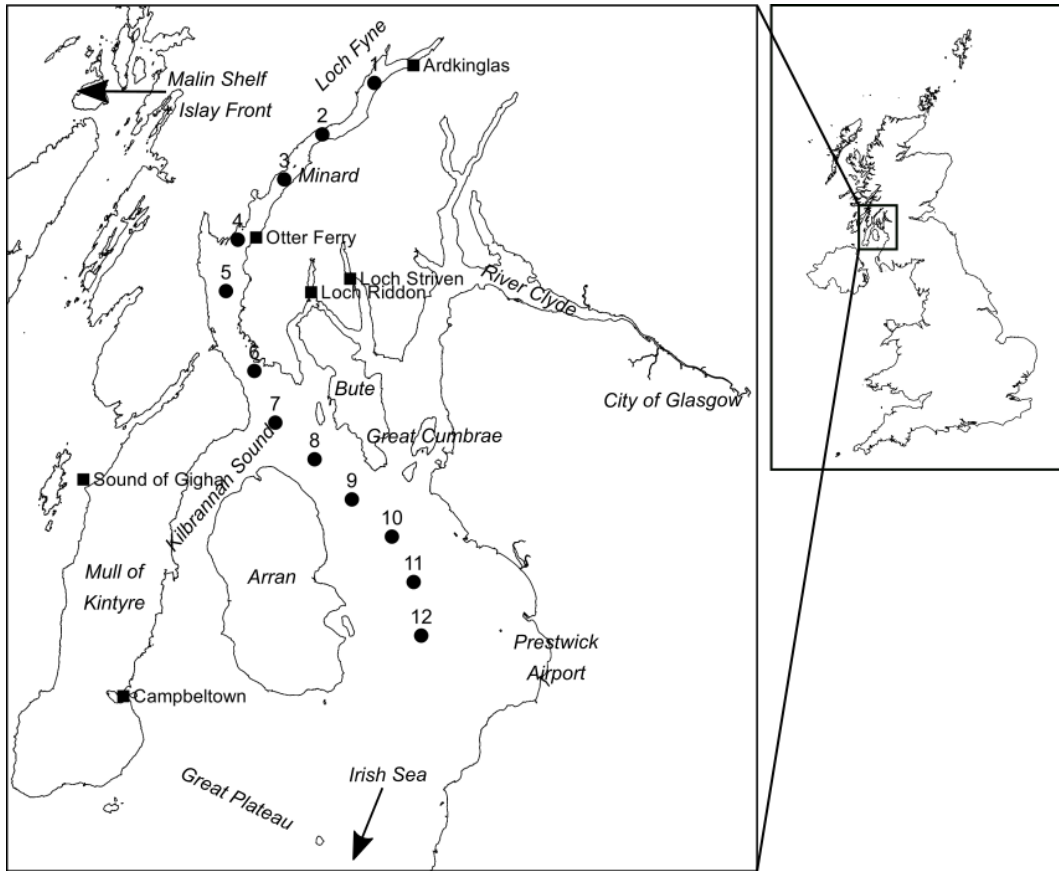 Loch Fyne
1
Ardkinglas
Malin Shelf
Islay Front
2
3
Minard
4
Otter Ferry
5
Loch Striven
Loch Riddon
River Clyde
6
Bute
City of Glasgow
7
Great Cumbrae
8
Sound of Gigha
Kilbrannah Sound
9
10
Mull of
Kintyre
Arran
11
12
Prestwick
Airport
Campbeltown
Irish Sea
Great Plateau